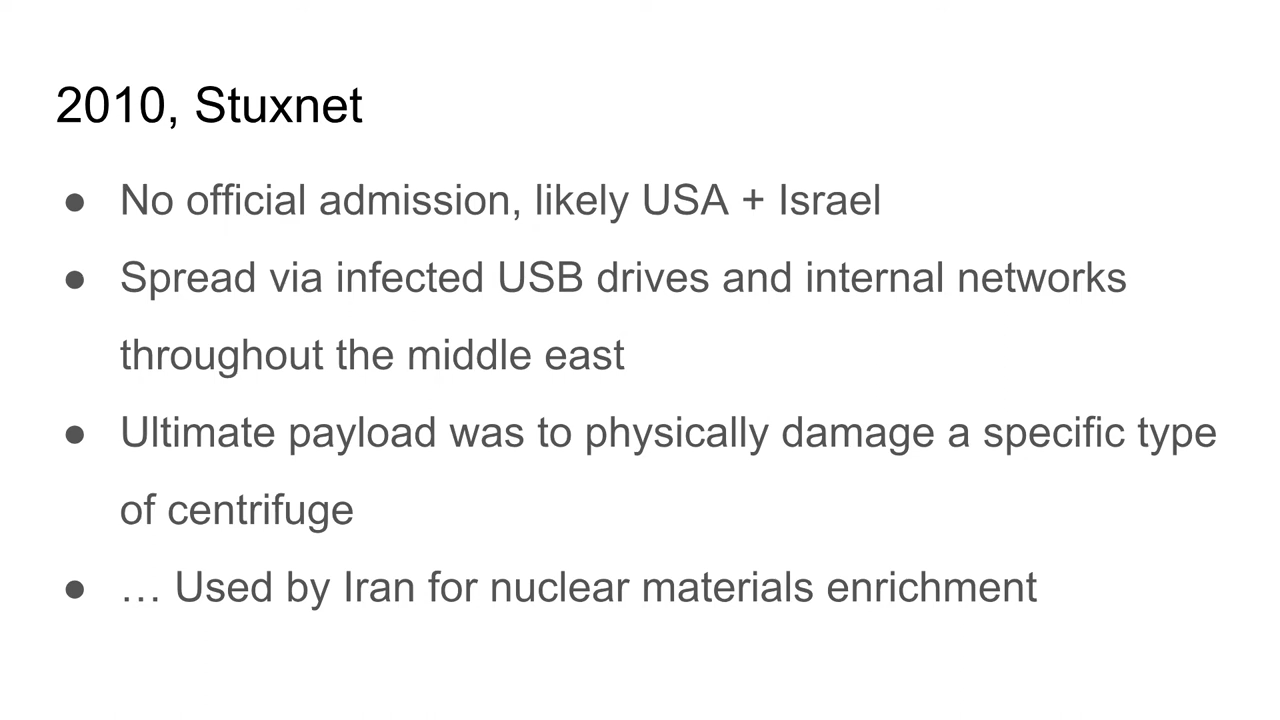 2010, Stuxnet
● No official admission, likely USA + Israel
● Spread via infected USB drives and internal networks
throughout the middle east
● Ultimate payload was to physically damage a specific type
of centrifuge
● … Used by Iran for nuclear materials enrichment